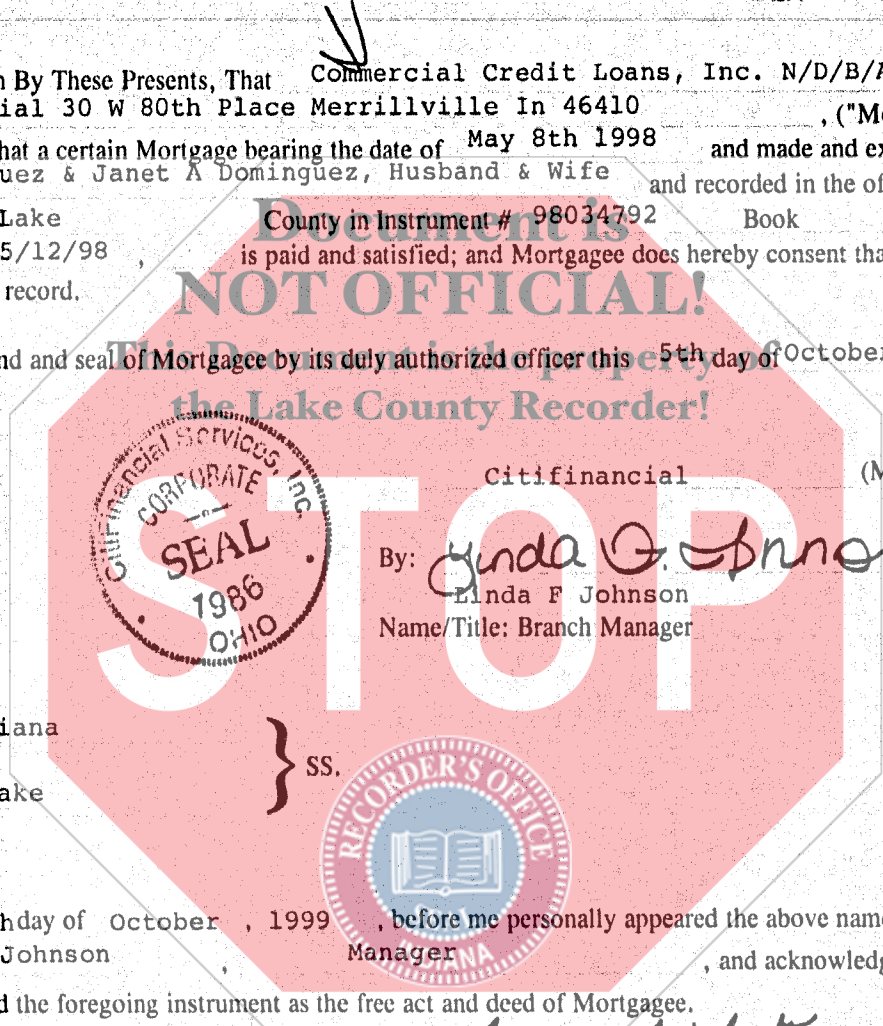 n By These Presents, That Commercial Credit Loans, Inc. N/D/B/A
ial 30 W 80th Place Merrillville In 46410 , ("Mo
hat a certain Mortgage bearing the date of May 8th 1998 and made and ex
uez & Janet A Dominguez, Husband & Wife and recorded in the of
Lake County in Instrument # 98034792 Book
5/12/98 , is paid and satisfied; and Mortgagee does hereby consent tha
record.
Document is
NOT OFFICIAL!
This Document is the property of
the Lake County Recorder!
nd and seal of Mortgagee by its duly authorized officer this 5th day of October
STOP
CitiFinancial Services, Inc.
CORPORATE
SEAL
1986
OHIO
Citifinancial (M
By: Linda F. Johnso
Linda F Johnson
Name/Title: Branch Manager
iana
} SS.
ake
RECORDER'S OFFICE
SEAL
INDIANA
h day of October , 1999 , before me personally appeared the above name
Johnson , Manager , and acknowledg
d the foregoing instrument as the free act and deed of Mortgagee.